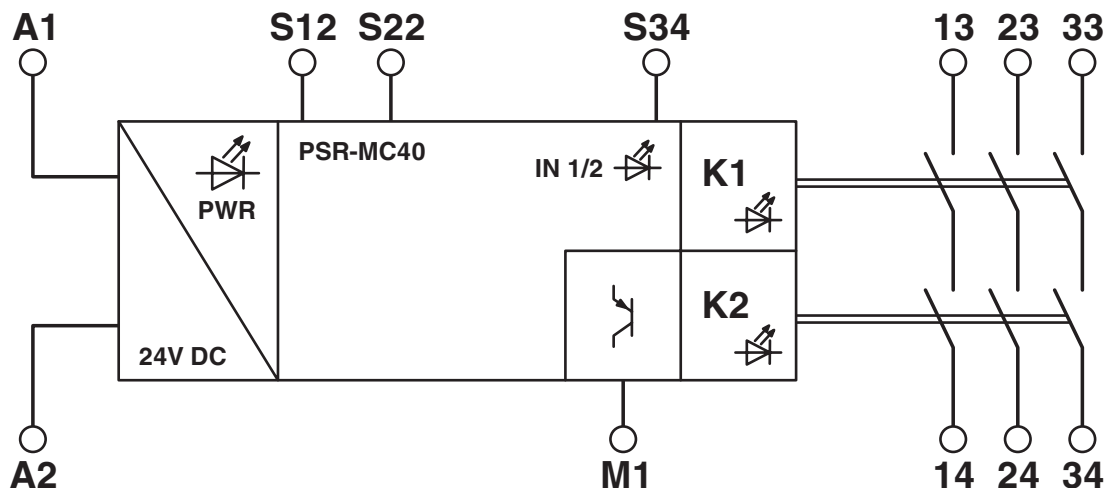 A1 S12 S22 S34 13 23 33
PSR-MC40
IN 1/2
K1
PWR
K2
24V DC
A2 M1 14 24 34